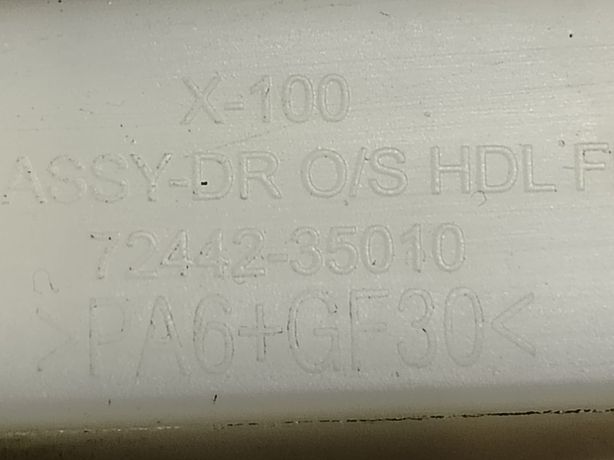 X-100
ASSY-DR O/S HDL F
72442-35010
>PA6+GF30<